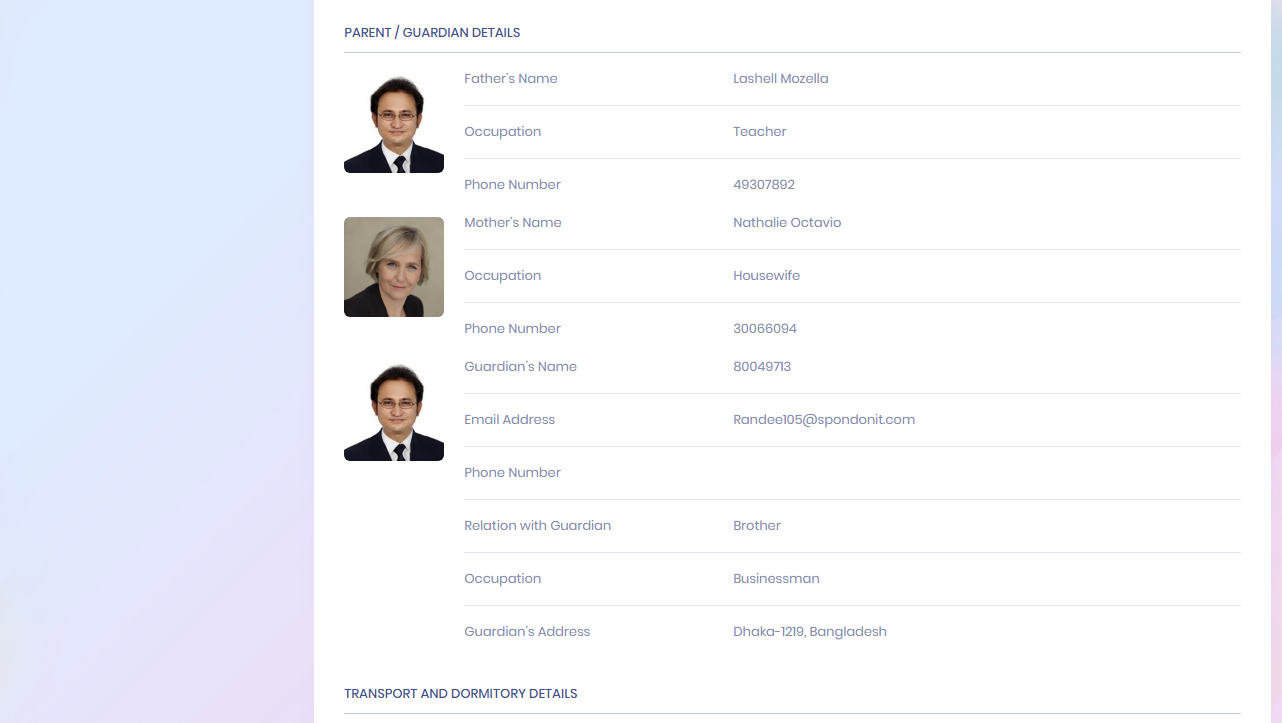 PARENT / GUARDIAN DETAILS
Father's Name Lashell Mozella
Occupation Teacher
Phone Number 49307892
Mother's Name Nathalie Octavio
Occupation Housewife
Phone Number 30066094
Guardian's Name 80049713
Email Address Randee105@spondonit.com
Phone Number
Relation with Guardian Brother
Occupation Businessman
Guardian's Address Dhaka-1219, Bangladesh
TRANSPORT AND DORMITORY DETAILS